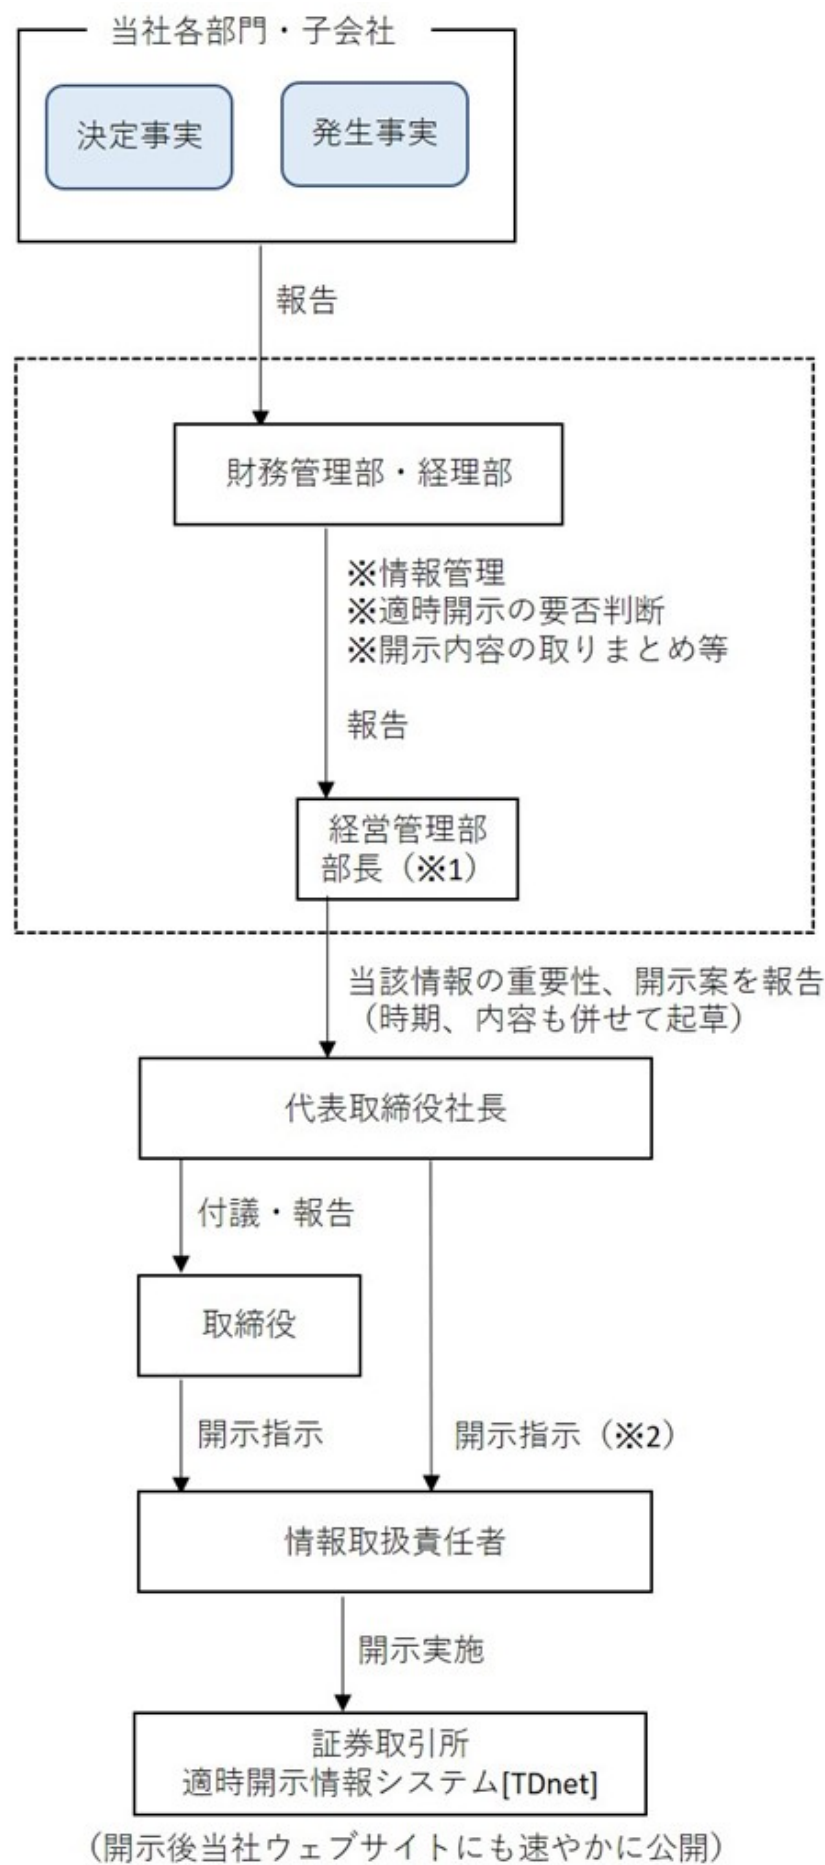 当社各部門・子会社
決定事実
発生事実
報告
財務管理部・経理部
※情報管理
※適時開示の要否判断
※開示内容の取りまとめ等
報告
経営管理部
部長（※1）
当該情報の重要性、開示案を報告
（時期、内容も併せて起草）
代表取締役社長
付議・報告
取締役
開示指示
開示指示（※2）
情報取扱責任者
開示実施
証券取引所
適時開示情報システム[TDnet]
（開示後当社ウェブサイトにも速やかに公開）